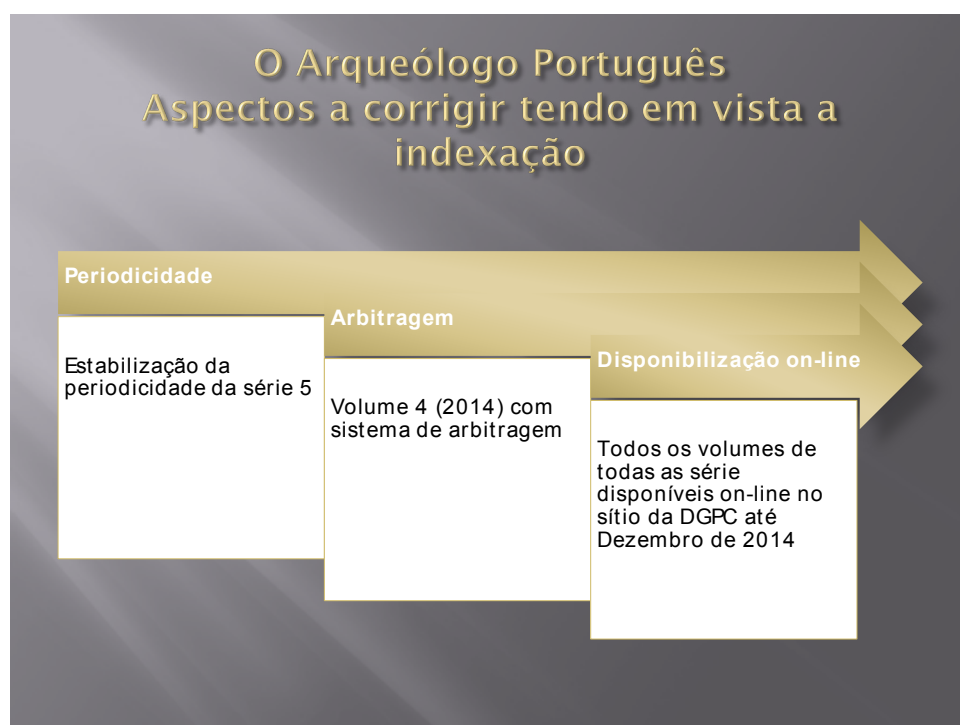 O Arqueólogo Português
Aspectos a corrigir tendo em vista a
indexação
Periodicidade
Estabilização da
periodicidade da série 5
Arbitragem
Volume 4 (2014) com
sistema de arbitragem
Disponibilização on-line
Todos os volumes de
todas as série
disponíveis on-line no
sítio da DGPC até
Dezembro de 2014